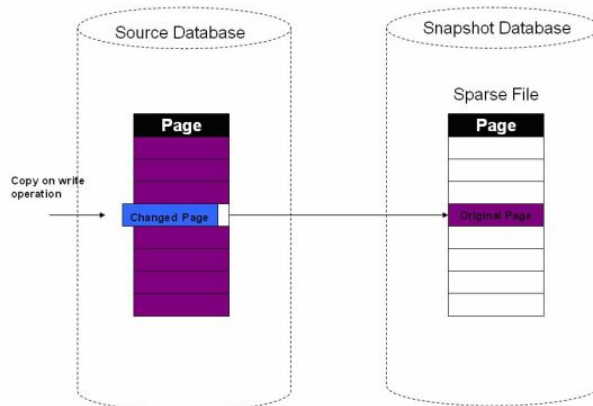 Source Database
Snapshot Database
Sparse File
Page
Page
Copy on write
operation
Changed Page
Original Page